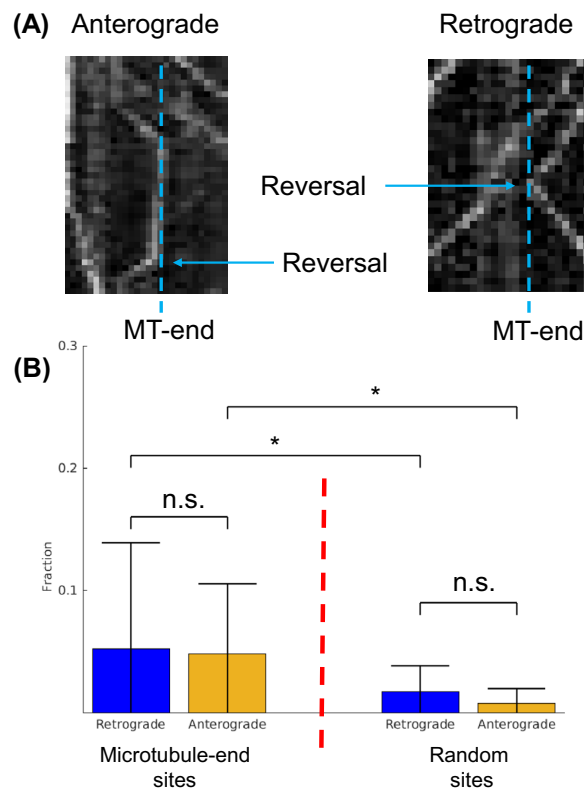 (A) Anterograde Retrograde
Reversal
Reversal
MT-end MT-end
(B)
0.3
*
0.2
*
n.s.
n.s.
0.1
Fraction
Retrograde Anterograde Retrograde Anterograde
Microtubule-end Random
sites sites